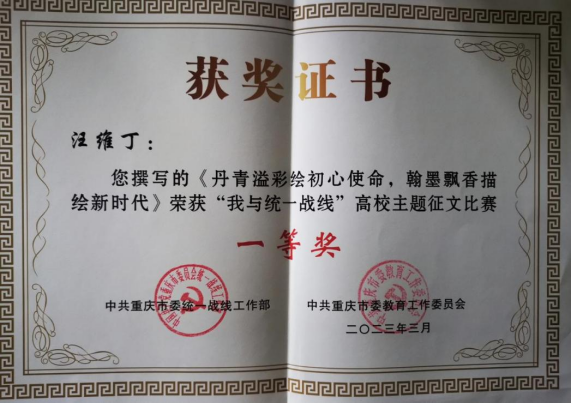 获奖证书
汪维丁：
您撰写的《丹青溢彩绘初心使命，翰墨飘香描
绘新时代》荣获“我与统一战线”高校主题征文比赛
一等奖
中共重庆市委统一战线工作部
中共重庆市委教育工作委员会
二〇二三年三月